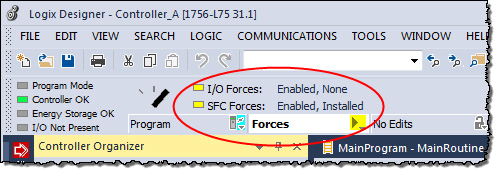 Logix Designer - Controller_A [1756-L75 31.1]
FILE EDIT VIEW SEARCH LOGIC COMMUNICATIONS TOOLS WINDOW
Program Mode
Controller OK
Energy Storage OK
I/O Not Present
Program
I/O Forces: Enabled, None
SFC Forces: Enabled, Installed
Forces
No Edits
Controller Organizer
MainProgram - MainRoutine